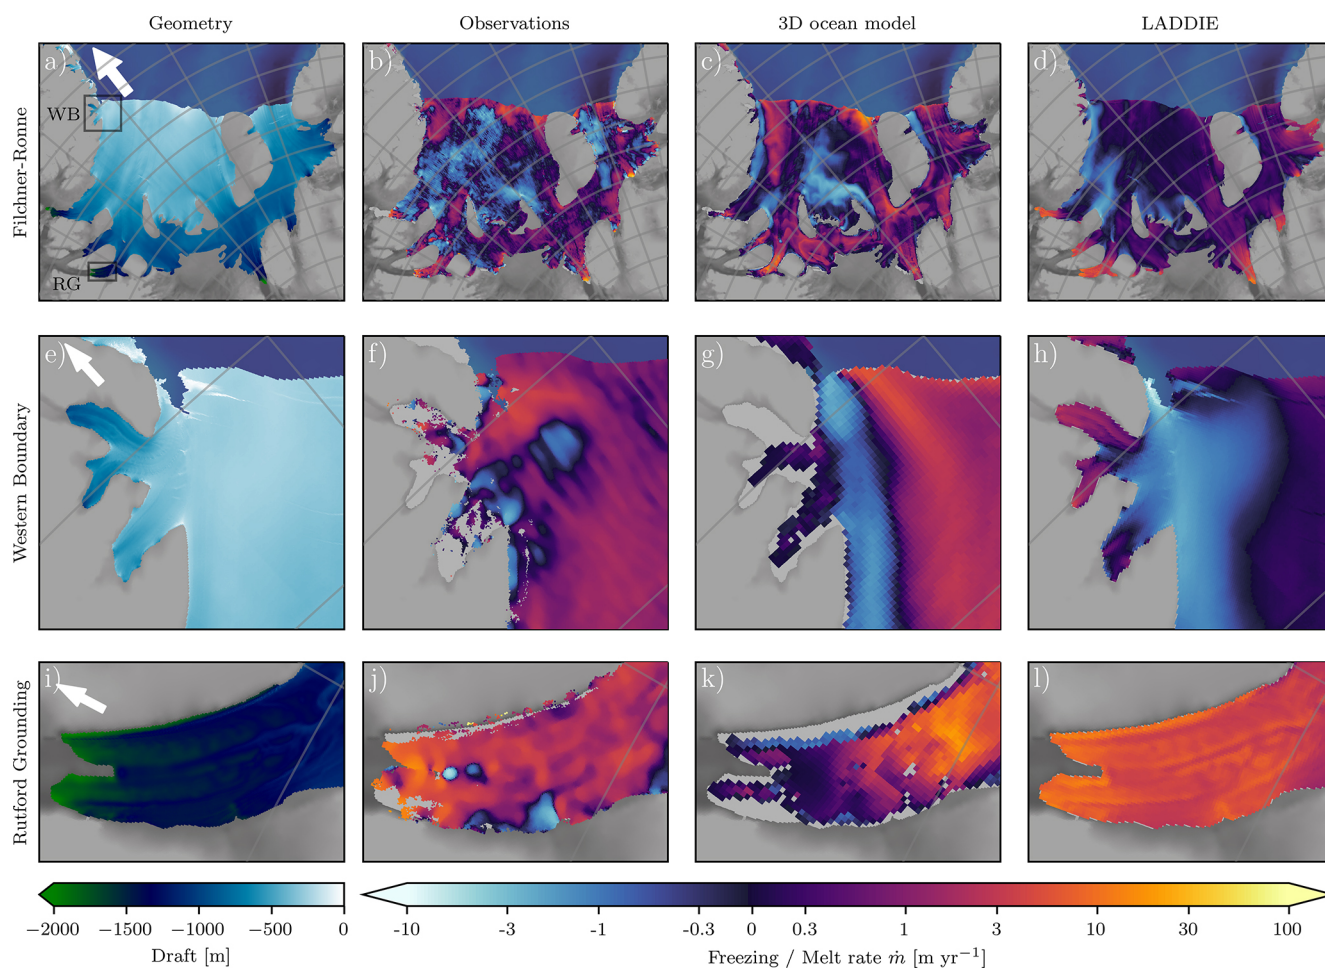 Geometry
Observations
3D ocean model
LADDIE
Filchner-Ronne
a)
b)
c)
d)
WB
RG
Western Boundary
e)
f)
g)
h)
Rutford Grounding
i)
j)
k)
l)
−2000 −1500 −1000 −500 0
Draft [m]
-10 -3 -1 -0.3 0 0.3 1 3 10 30 100
Freezing / Melt rate ṁ [m yr⁻¹]